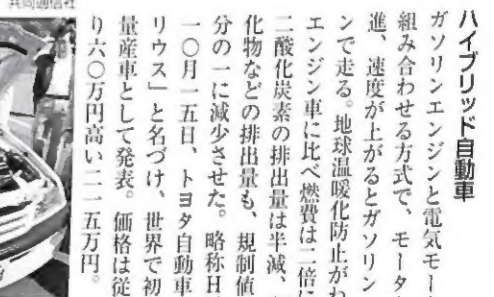 ハイブリッド自動車
ガソリンエンジンと電気モー
組み合わせる方式で、モータ
進、速度が上がるとガソリン
ンで走る。地球温暖化防止が
エンジン車に比べ燃費は二倍に
二酸化炭素の排出量は半減、
化物などの排出量も、規制値
分の一に減少させた。略称H
一〇月一五日、トヨタ自動車
リウス」と名づけ、世界で初
量産車として発表。価格は従
り六〇万円高い二一五万円。
共同通信社